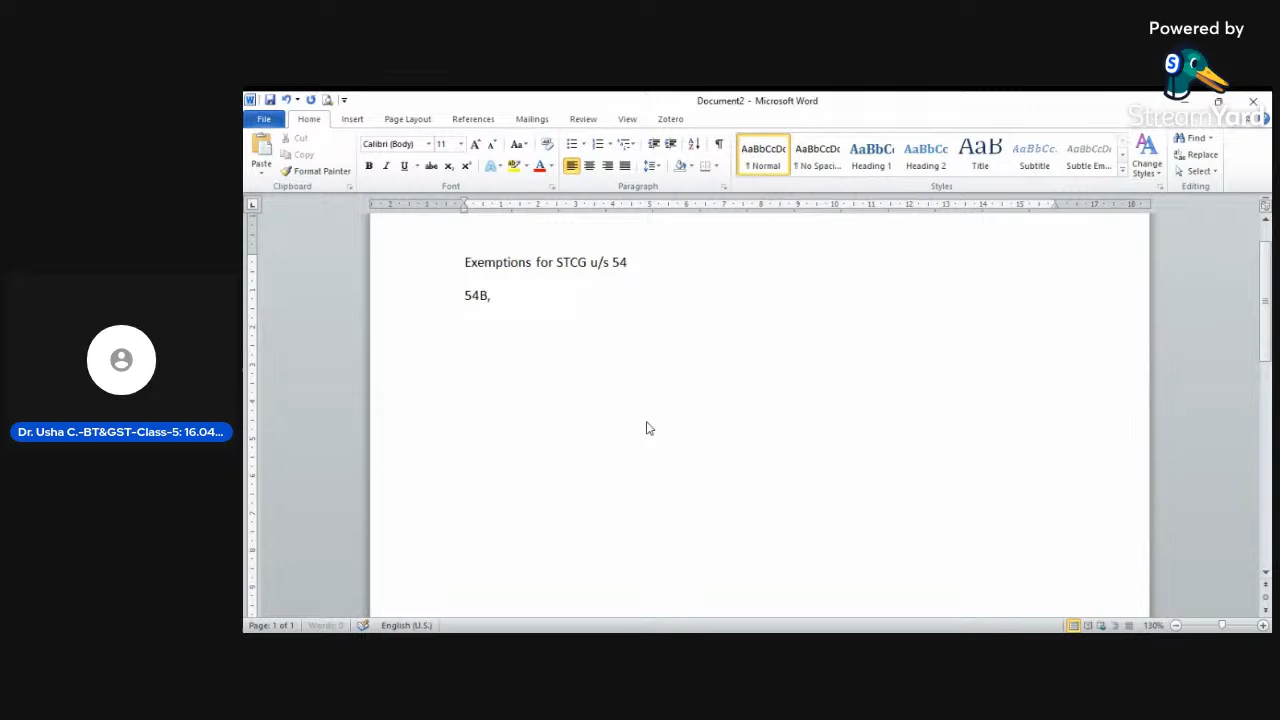 Powered by
StreamYard
Document2 - Microsoft Word
File Home Insert Page Layout References Mailings Review View Zotero
Paste
Cut
Copy
Format Painter
Clipboard
Calibri (Body) 11
Font
Paragraph
AaBbCcDc AaBbCcDc AaBbCc AaBbCc AaB AaBbCc. AaBbCcDc
¶ Normal ¶ No Spaci... Heading 1 Heading 2 Title Subtitle Subtle Em...
Change Styles
Styles
Find
Replace
Select
Editing
Exemptions for STCG u/s 54
54B,
Dr. Usha C.-BT&GST-Class-5: 16.04...
Page: 1 of 1 Words: 0 English (U.S.) 130%